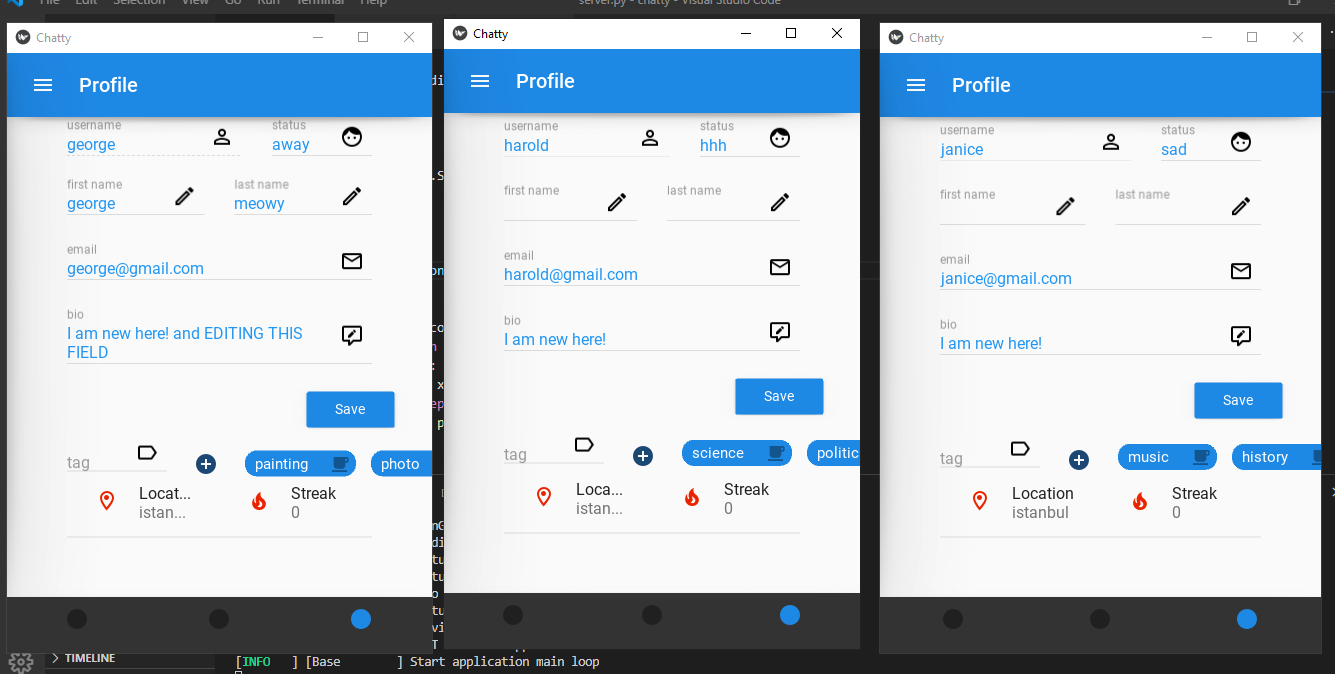 File Edit Selection View Go Run Terminal Help
server.py - chatty - Visual Studio Code
Chatty
Profile
username
george
status
away
first name
george
last name
meowy
email
george@gmail.com
bio
I am new here! and EDITING THIS
FIELD
Save
tag
painting
photo
Locat...
istan...
Streak
0
Chatty
Profile
username
harold
status
hhh
first name
last name
email
harold@gmail.com
bio
I am new here!
Save
tag
science
politic
Loca...
istan...
Streak
0
Chatty
Profile
username
janice
status
sad
first name
last name
email
janice@gmail.com
bio
I am new here!
Save
tag
music
history
Location
istanbul
Streak
0
TIMELINE
[INFO ] [Base ] Start application main loop